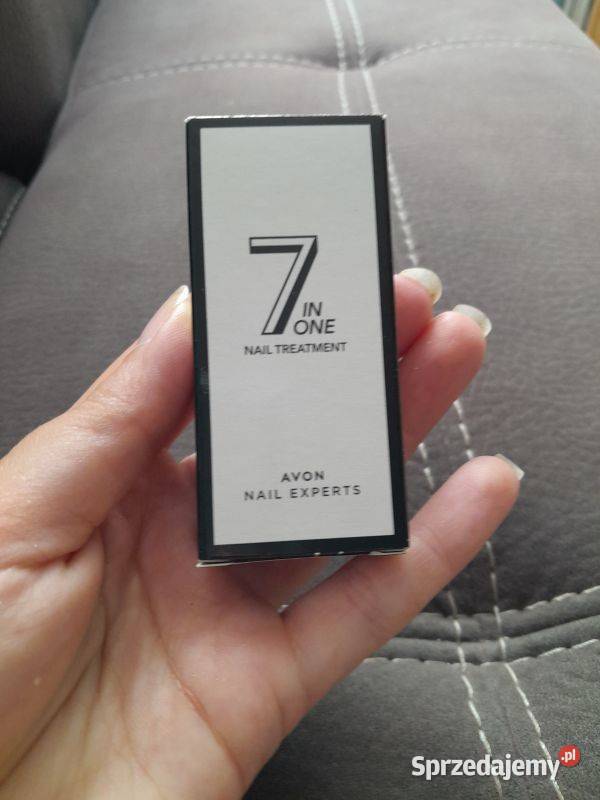 7 IN
ONE
NAIL TREATMENT
AVON
NAIL EXPERTS
Sprzedajemy.pl